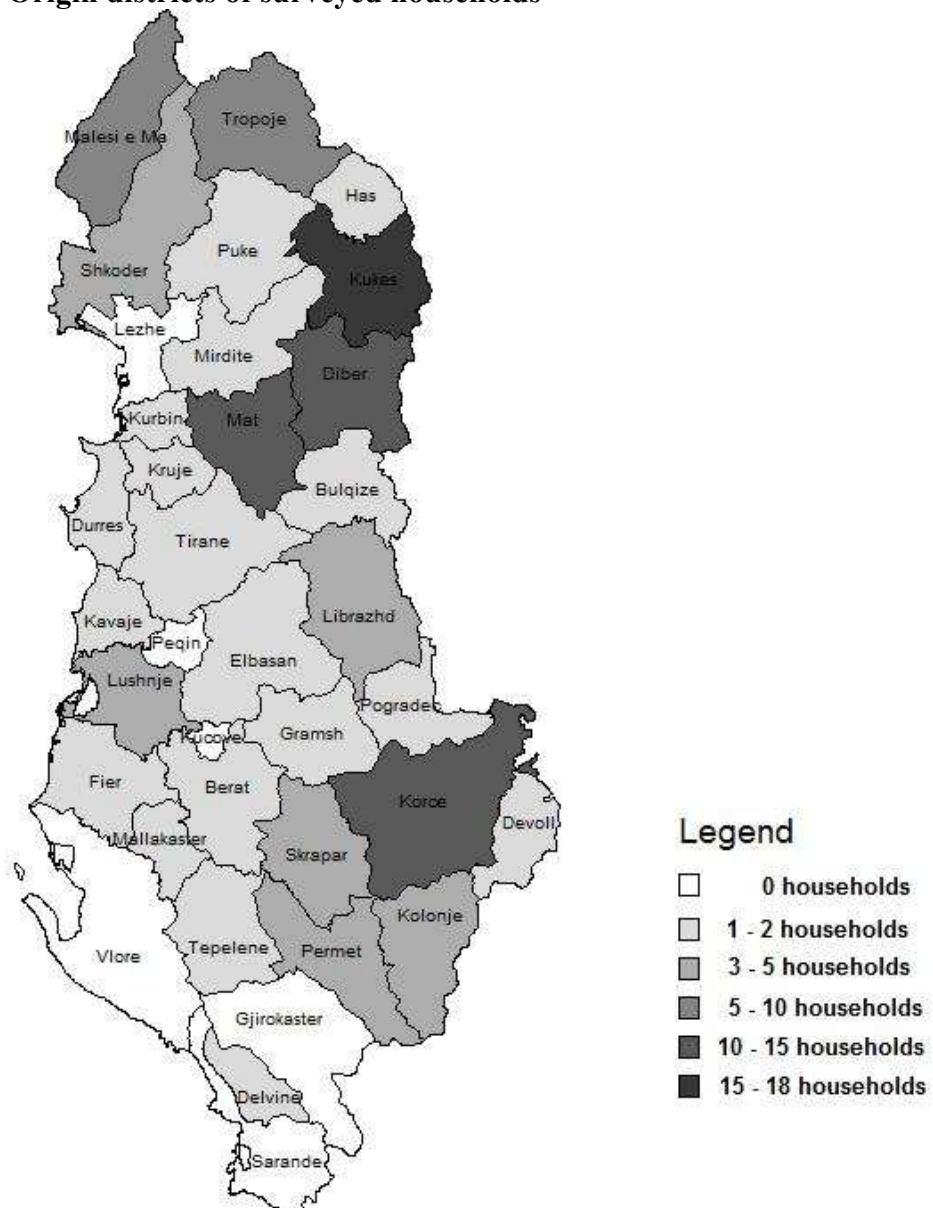 Origin districts of surveyed households
Malesi e Ma
Tropoje
Has
Puke
Shkoder
Kukes
Lezhe
Mirdite
Diber
Kurbin
Mat
Kruje
Bulqize
Durres
Tirane
Kavaje
Librazhd
Peqin
Elbasan
Lushnje
Pogradec
Kucove
Gramsh
Fier
Berat
Korce
Devoll
Mallakaster
Skrapar
Kolonje
Vlore
Tepelene
Permet
Gjirokaster
Delvine
Sarande
Legend
0 households
1 - 2 households
3 - 5 households
5 - 10 households
10 - 15 households
15 - 18 households